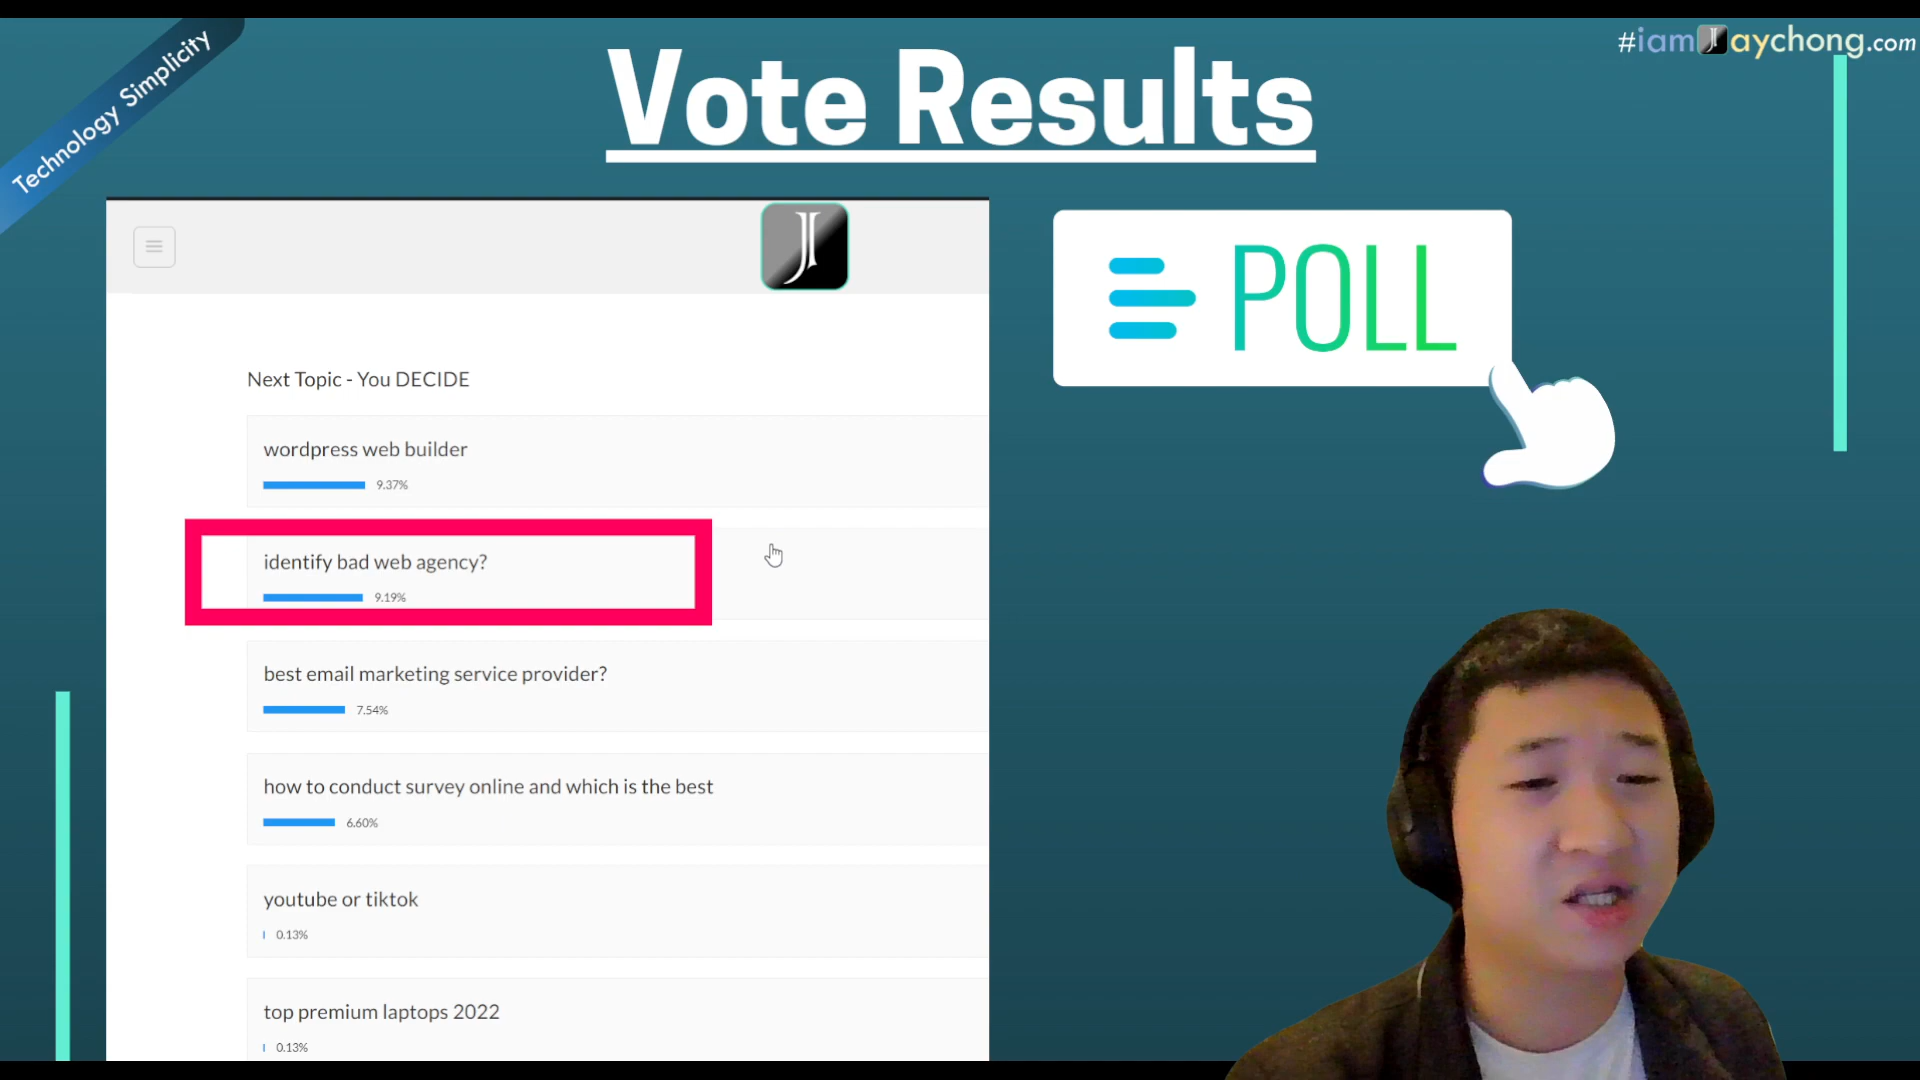 Technology Simplicity
Vote Results
#iamJaychong.com
POLL
Next Topic - You DECIDE
wordpress web builder
9.37%
identify bad web agency?
9.19%
best email marketing service provider?
7.54%
how to conduct survey online and which is the best
6.60%
youtube or tiktok
0.13%
top premium laptops 2022
0.13%